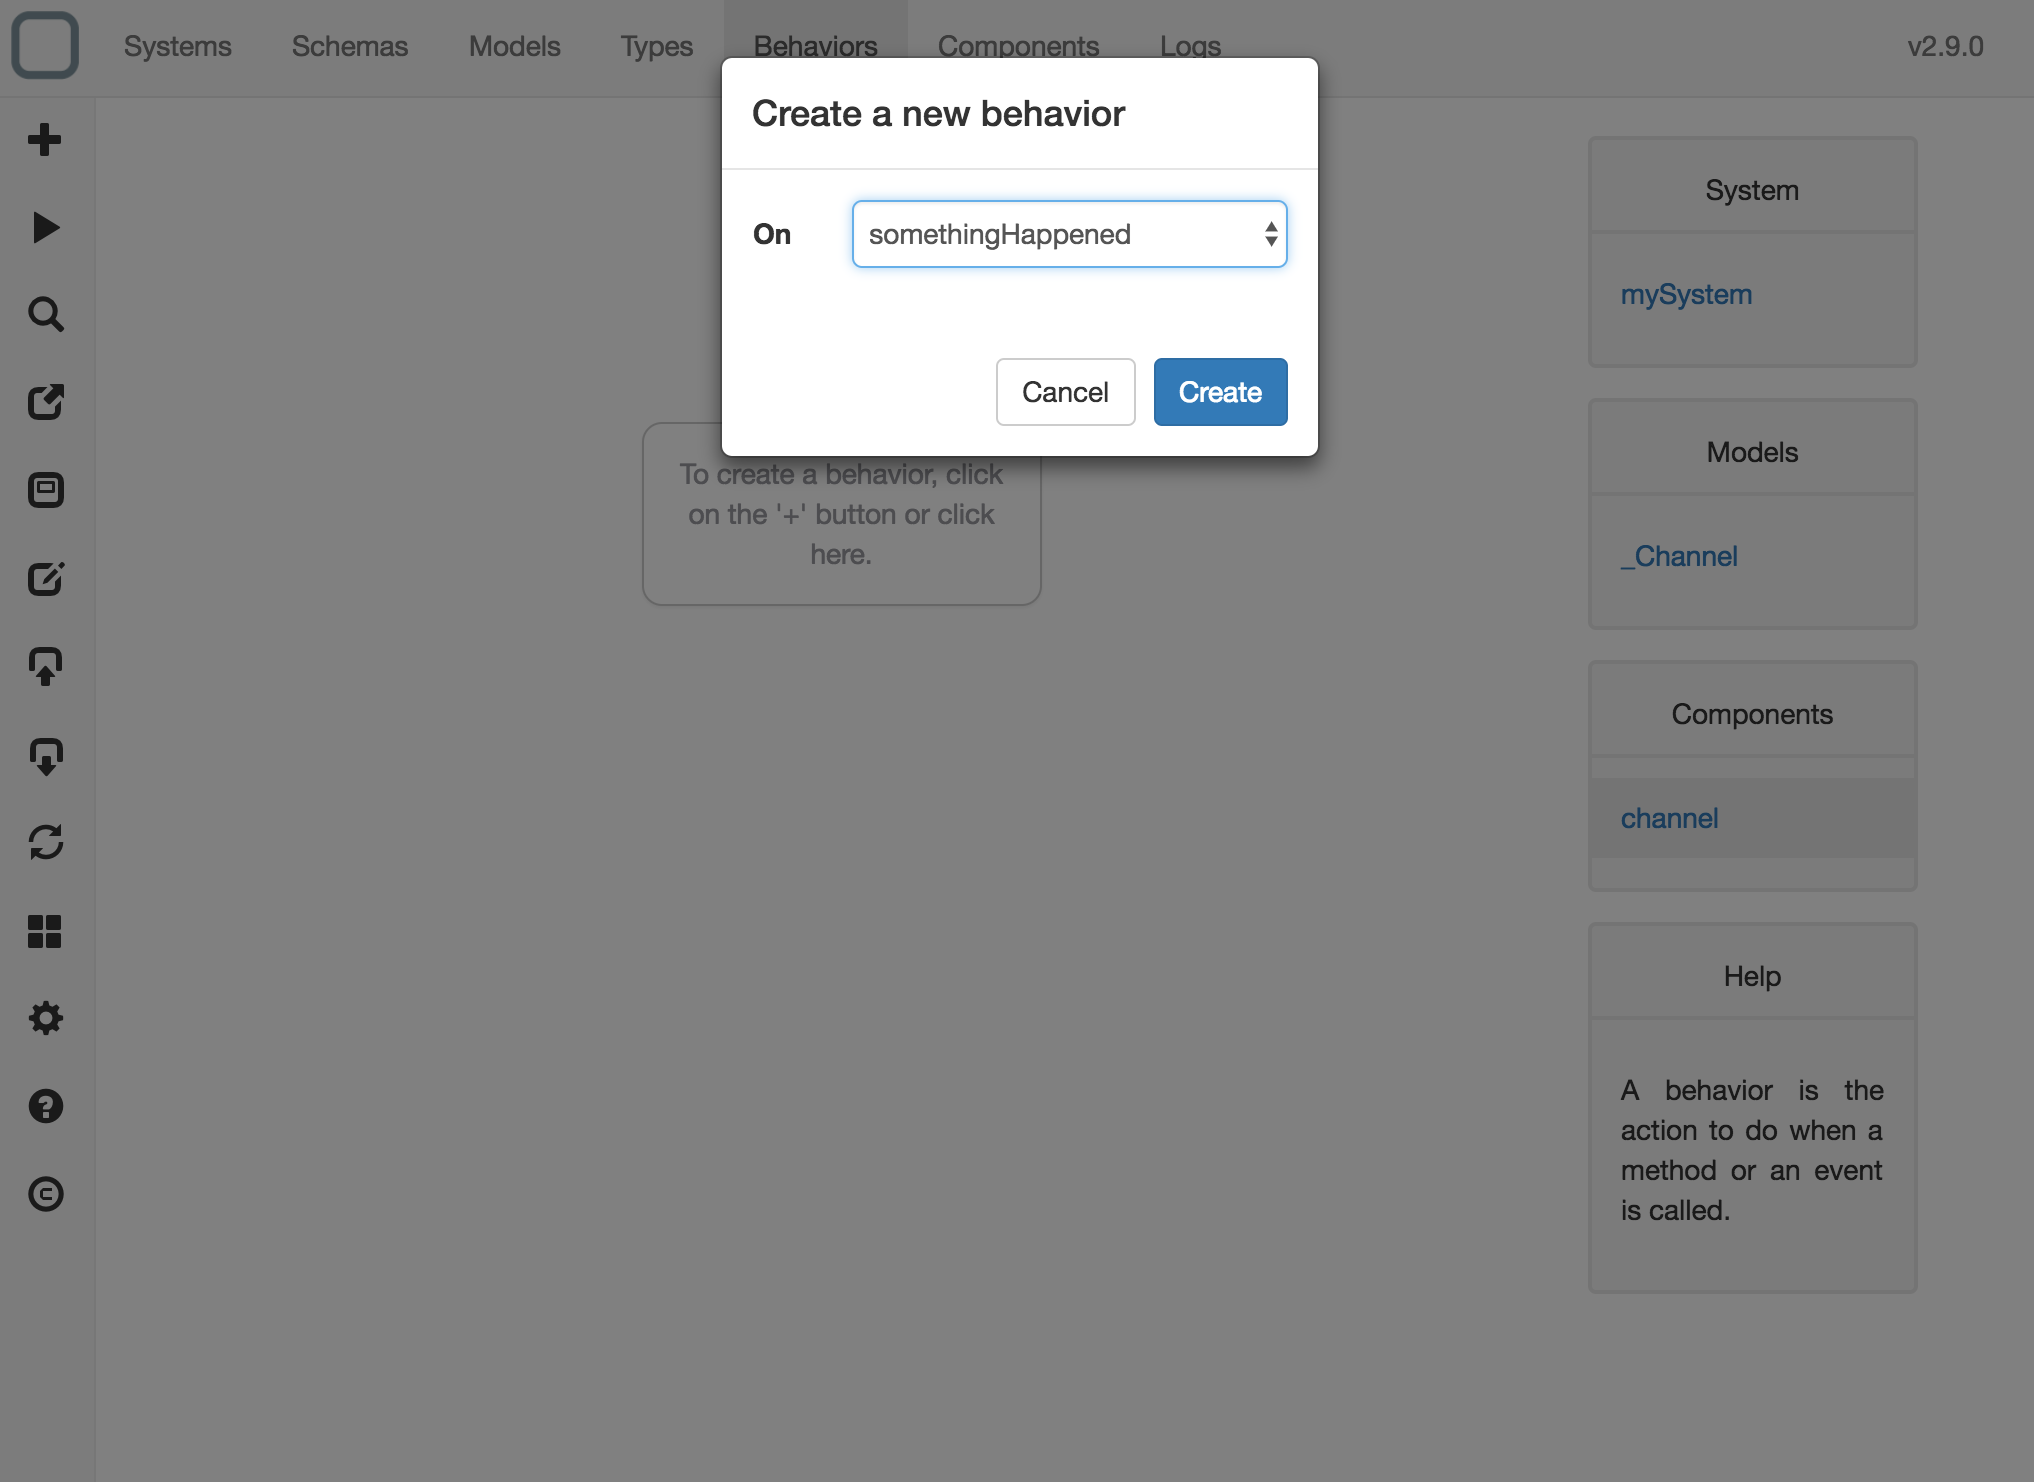 Systems Schemas Models Types Behaviors Components Logs v2.9.0
Create a new behavior
On somethingHappened
Cancel Create
To create a behavior, click
on the '+' button or click
here.
System
mySystem
Models
_Channel
Components
channel
Help
A behavior is the
action to do when a
method or an event
is called.